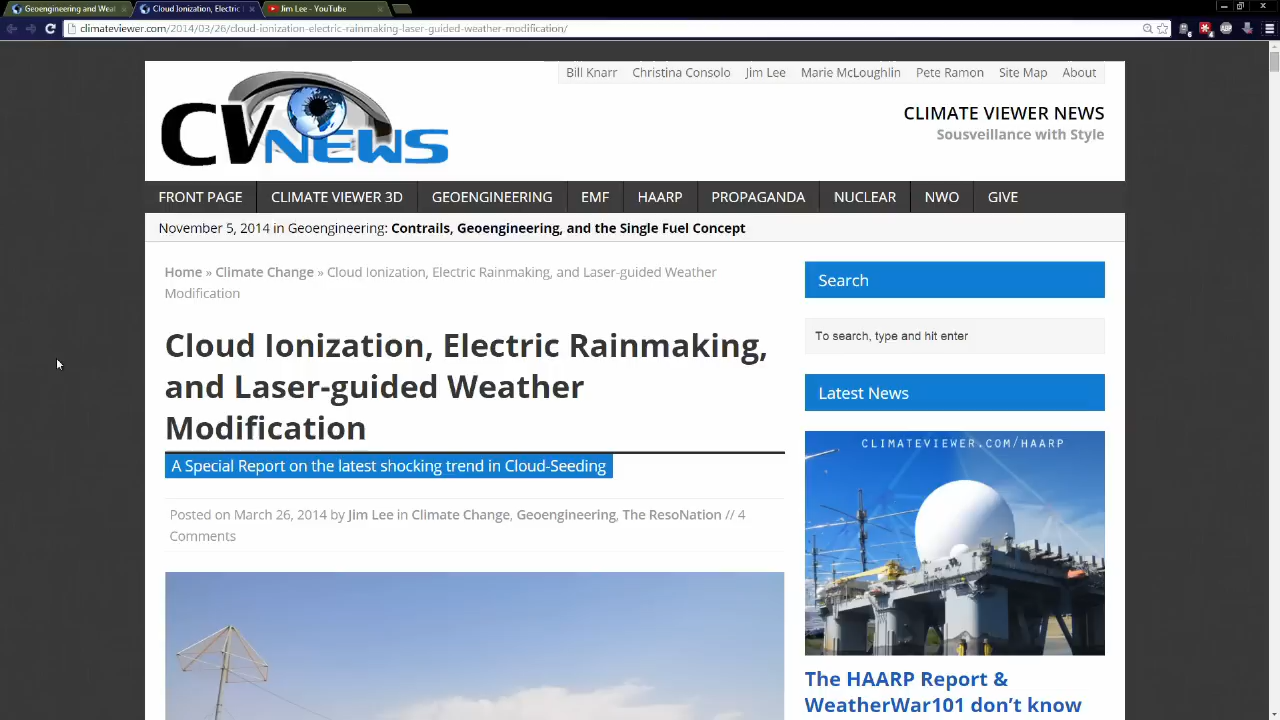 Geoengineering and Wea
Cloud Ionization, Electric
Jim Lee - YouTube
climateviewer.com/2014/03/26/cloud-ionization-electric-rainmaking-laser-guided-weather-modification/
Bill Knarr Christina Consolo Jim Lee Marie McLoughlin Pete Ramon Site Map About
CV NEWS
CLIMATE VIEWER NEWS
Sousveillance with Style
FRONT PAGE CLIMATE VIEWER 3D GEOENGINEERING EMF HAARP PROPAGANDA NUCLEAR NWO GIVE
November 5, 2014 in Geoengineering: Contrails, Geoengineering, and the Single Fuel Concept
Home » Climate Change » Cloud Ionization, Electric Rainmaking, and Laser-guided Weather
Modification
Cloud Ionization, Electric Rainmaking,
and Laser-guided Weather
Modification
A Special Report on the latest shocking trend in Cloud-Seeding
Posted on March 26, 2014 by Jim Lee in Climate Change, Geoengineering, The ResoNation // 4
Comments
Search
To search, type and hit enter
Latest News
CLIMATEVIEWER.COM/HAARP
The HAARP Report &
WeatherWar101 don't know